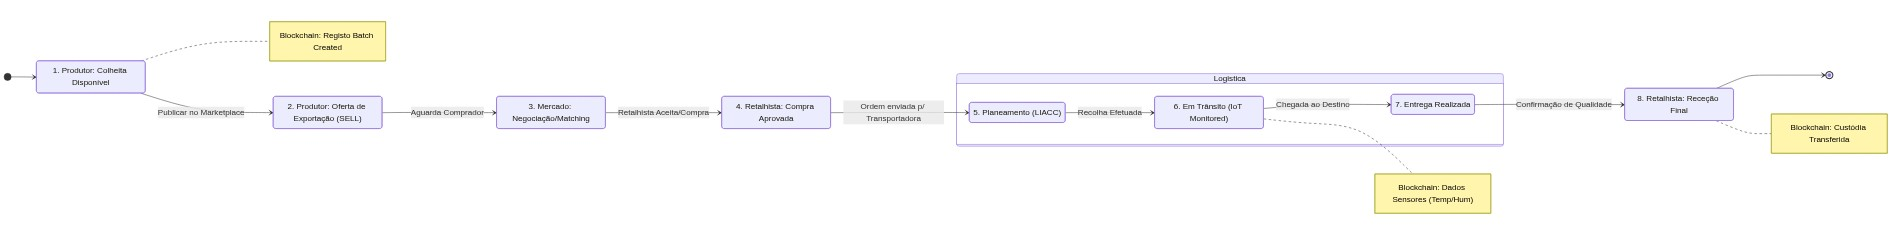 Blockchain: Registo Batch
Created
1. Produtor: Colheita
Disponível
Publicar no Marketplace
2. Produtor: Oferta de
Exportação (SELL)
Aguarda Comprador
3. Mercado:
Negociação/Matching
Retalhista Aceita/Compra
4. Retalhista: Compra
Aprovada
Ordem enviada p/
Transportadora
Logística
5. Planeamento (LIACC)
Recolha Efetuada
6. Em Trânsito (IoT
Monitored)
Chegada ao Destino
7. Entrega Realizada
Blockchain: Dados
Sensores (Temp/Hum)
Confirmação de Qualidade
8. Retalhista: Receção
Final
Blockchain: Custódia
Transferida